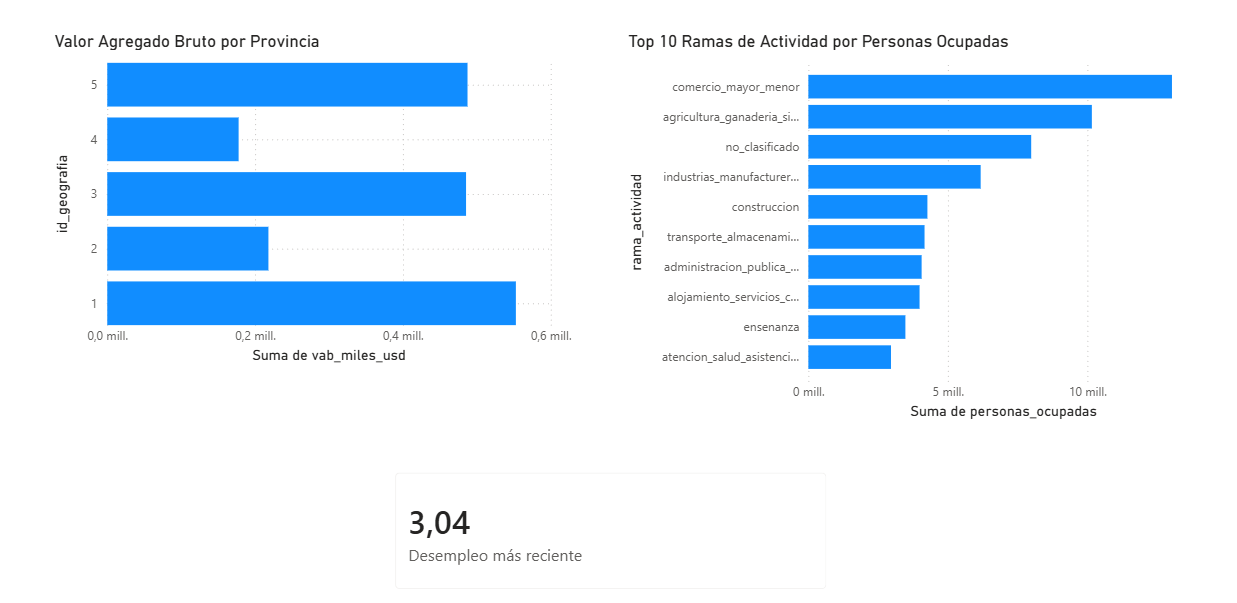 Valor Agregado Bruto por Provincia
id_geografia
5
4
3
2
1
0,0 mill. 0,2 mill. 0,4 mill. 0,6 mill.
Suma de vab_miles_usd
Top 10 Ramas de Actividad por Personas Ocupadas
rama_actividad
comercio_mayor_menor
agricultura_ganaderia_si...
no_clasificado
industrias_manufacturer...
construccion
transporte_almacenami...
administracion_publica_...
alojamiento_servicios_c...
ensenanza
atencion_salud_asistenci...
0 mill. 5 mill. 10 mill.
Suma de personas_ocupadas
3,04
Desempleo más reciente